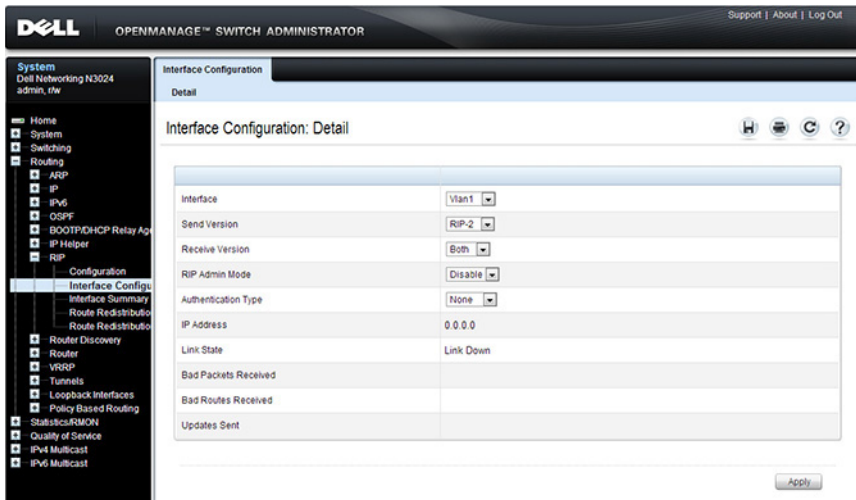 Support | About | Log Out
DELL OPENMANAGE™ SWITCH ADMINISTRATOR
System
Dell Networking N3024
admin, r/w
Home
System
Switching
Routing
ARP
IP
IPv6
OSPF
BOOTP/DHCP Relay Age
IP Helper
RIP
Configuration
Interface Configu
Interface Summary
Route Redistributio
Route Redistributio
Router Discovery
Router
VRRP
Tunnels
Loopback Interfaces
Policy Based Routing
Statistics/RMON
Quality of Service
IPv4 Multicast
IPv6 Multicast
Interface Configuration
Detail
Interface Configuration: Detail
Interface Vlan1
Send Version RIP-2
Receive Version Both
RIP Admin Mode Disable
Authentication Type None
IP Address 0.0.0.0
Link State Link Down
Bad Packets Received
Bad Routes Received
Updates Sent
Apply